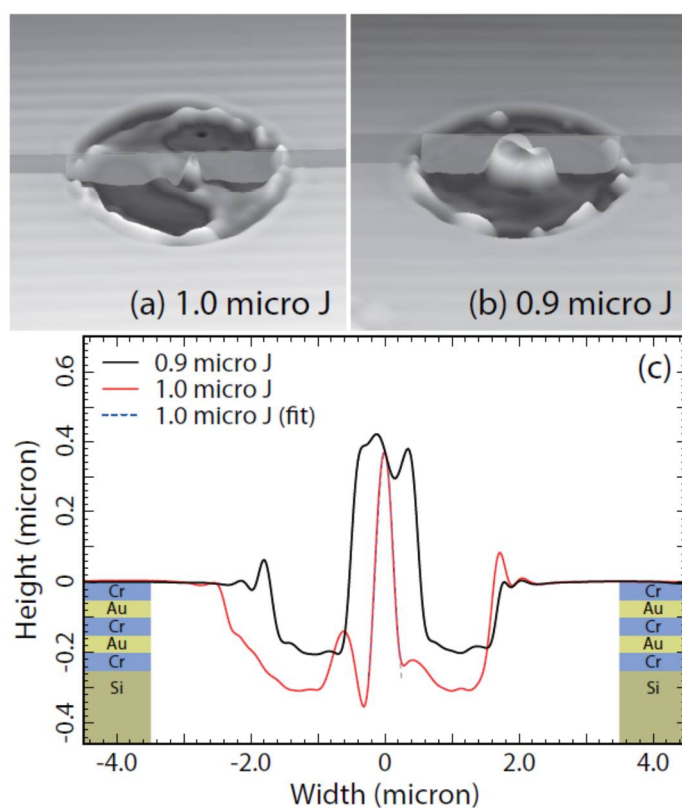 (a) 1.0 micro J
(b) 0.9 micro J
(c)
0.9 micro J
1.0 micro J
1.0 micro J (fit)
Height (micron)
0.6
0.4
0.2
0
-0.2
-0.4
Cr
Au
Cr
Au
Cr
Si
Cr
Au
Cr
Au
Cr
Si
-4.0 -2.0 0 2.0 4.0
Width (micron)